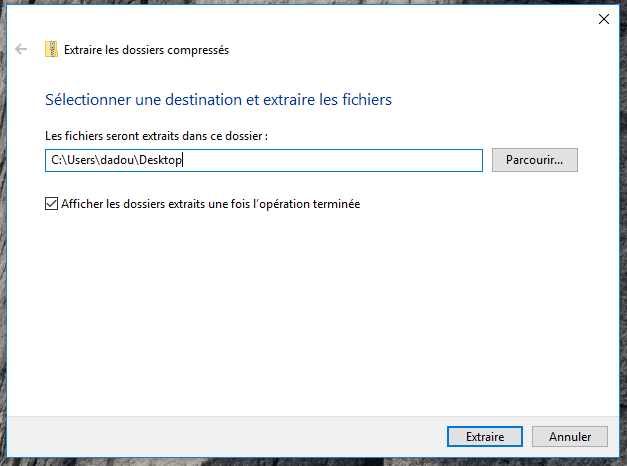 Extraire les dossiers compressés
Sélectionner une destination et extraire les fichiers
Les fichiers seront extraits dans ce dossier :
C:\Users\dadou\Desktop
Parcourir...
Afficher les dossiers extraits une fois l’opération terminée
Extraire
Annuler